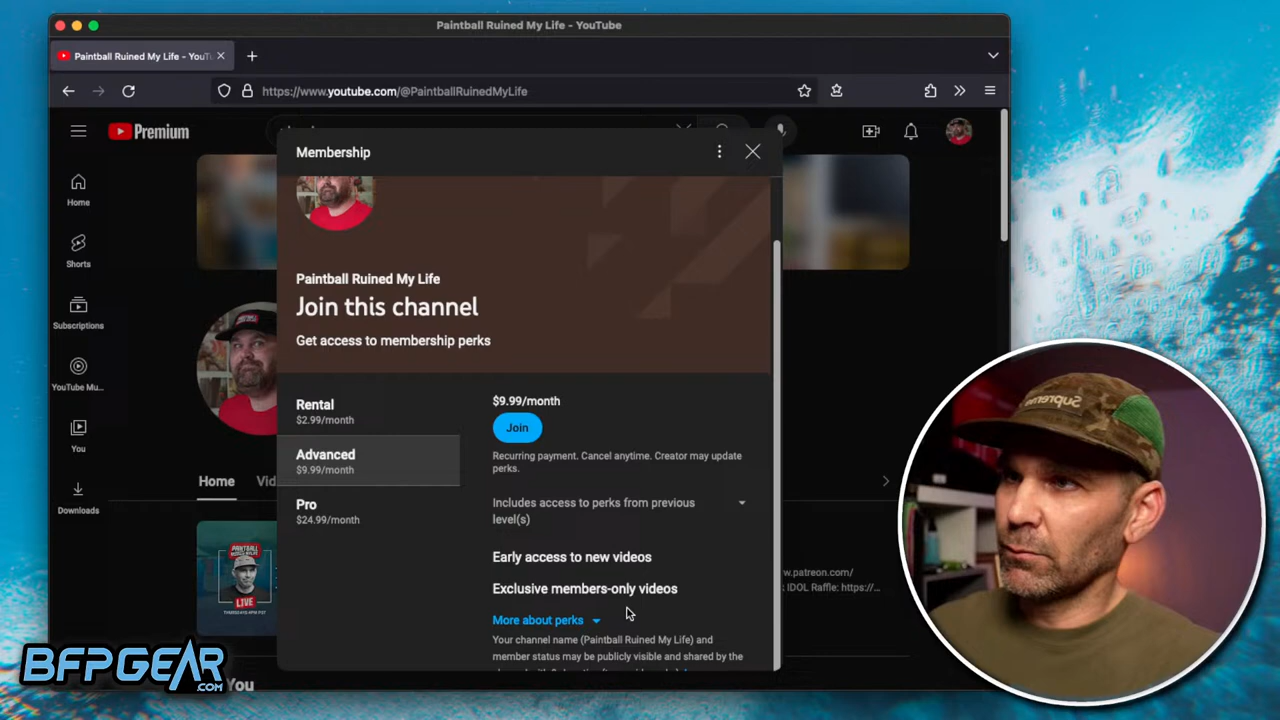 Paintball Ruined My Life - YouTube
Paintball Ruined My Life - YouT
https://www.youtube.com/@PaintballRuinedMyLife
Premium
Membership
Home
Shorts
Subscriptions
YouTube Mu...
You
Downloads
Paintball Ruined My Life
Join this channel
Get access to membership perks
Rental
$2.99/month
Advanced
$9.99/month
Pro
$24.99/month
$9.99/month
Join
Recurring payment. Cancel anytime. Creator may update
perks.
Includes access to perks from previous
level(s)
Early access to new videos
Exclusive members-only videos
More about perks
Your channel name (Paintball Ruined My Life) and
member status may be publicly visible and shared by the
Home Vid
PAINTBALL
LIVE
www.patreon.com/
IDOL Raffle: https://...
You
Supreme
BFPGEAR
.COM